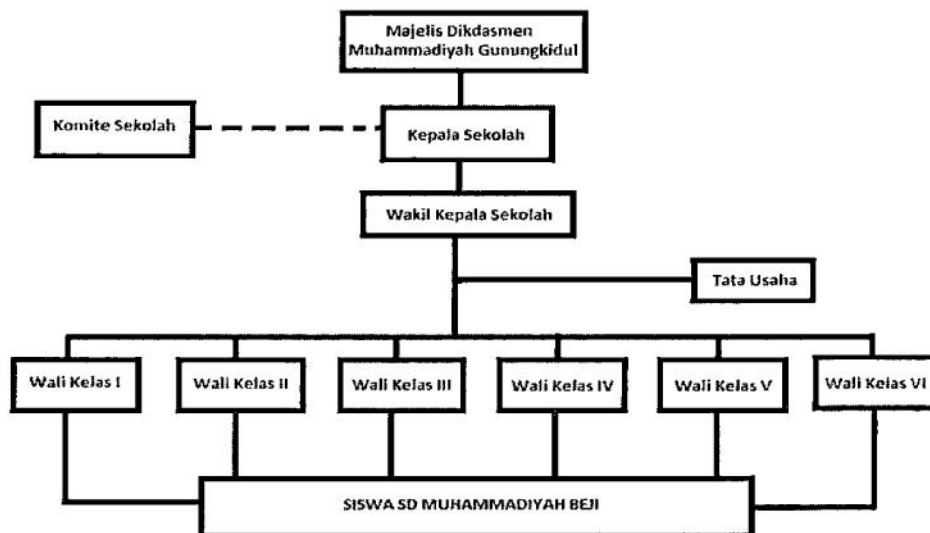 Majelis Dikdasmen
Muhammadiyah Gunungkidul
Komite Sekolah
Kepala Sekolah
Wakil Kepala Sekolah
Tata Usaha
Wali Kelas I
Wali Kelas II
Wali Kelas III
Wali Kelas IV
Wali Kelas V
Wali Kelas VI
SISWA SD MUHAMMADIYAH BEJI